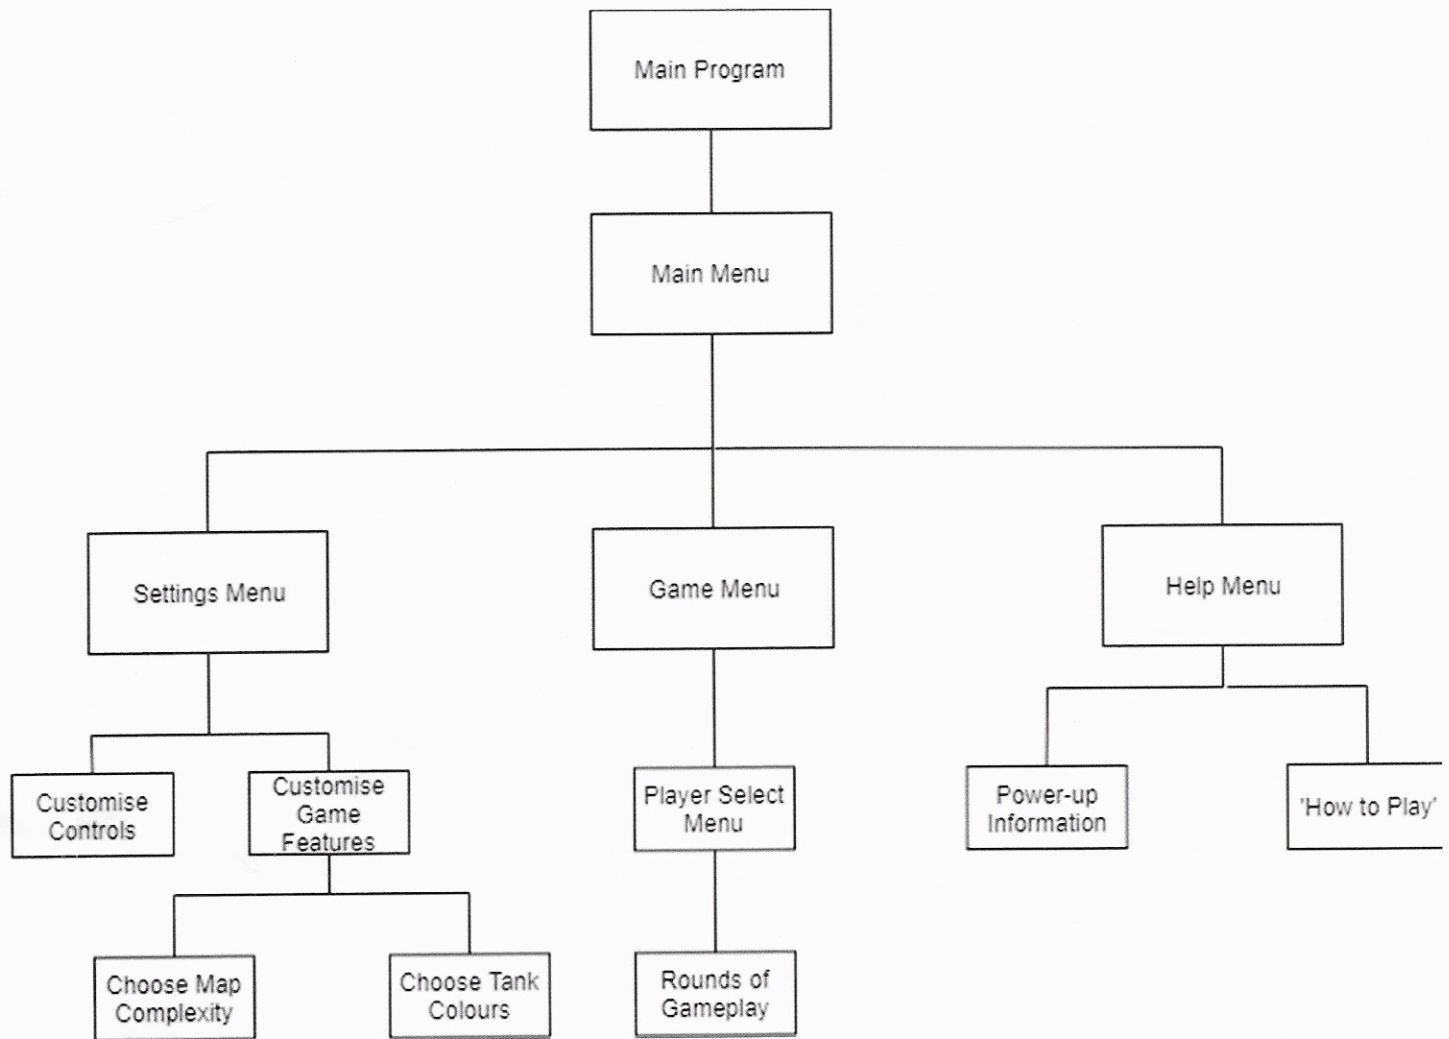 Main Program
Main Menu
Settings Menu
Game Menu
Help Menu
Customise
Controls
Customise
Game
Features
Player Select
Menu
Power-up
Information
'How to Play'
Choose Map
Complexity
Choose Tank
Colours
Rounds of
Gameplay